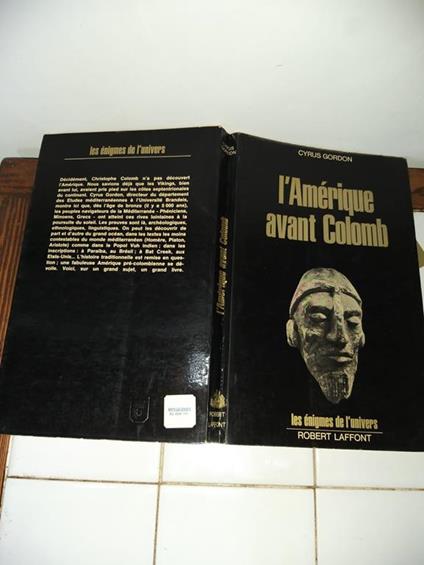 les énigmes de l'univers
Décidément, Christophe Colomb n'a pas découvert
l'Amérique. Nous savions déjà que les Vikings, bien
avant lui, avaient pris pied sur les côtes septentrionales
du continent. Cyrus Gordon, directeur du département
des Etudes méditerranéennes à l'Université Brandeis,
montre ici que, dès l'âge de bronze (il y a 5 000 ans),
les peuples navigateurs de la Méditerranée - Phéniciens,
Minoens, Grecs - ont atteint ces rives lointaines à la
poursuite du soleil. Les preuves sont là, archéologiques,
ethnologiques, linguistiques. On peut les découvrir de
part et d'autre du grand océan, dans les textes les moins
contestables du monde méditerranéen (Homère, Platon,
Aristote) comme dans le Popol Vuh indien ; dans les
inscriptions : à Paraïba, au Brésil ; à Bat Creek, aux
Etats-Unis... L'histoire traditionnelle est remise en ques-
tion ; une fabuleuse Amérique pré-colombienne se dé-
voile. Voici, sur un grand sujet, un grand livre.
l'Amérique avant Colomb
ROBERT
LAFFONT
CYRUS GORDON
l'Amérique
avant Colomb
les énigmes de l'univers
ROBERT LAFFONT